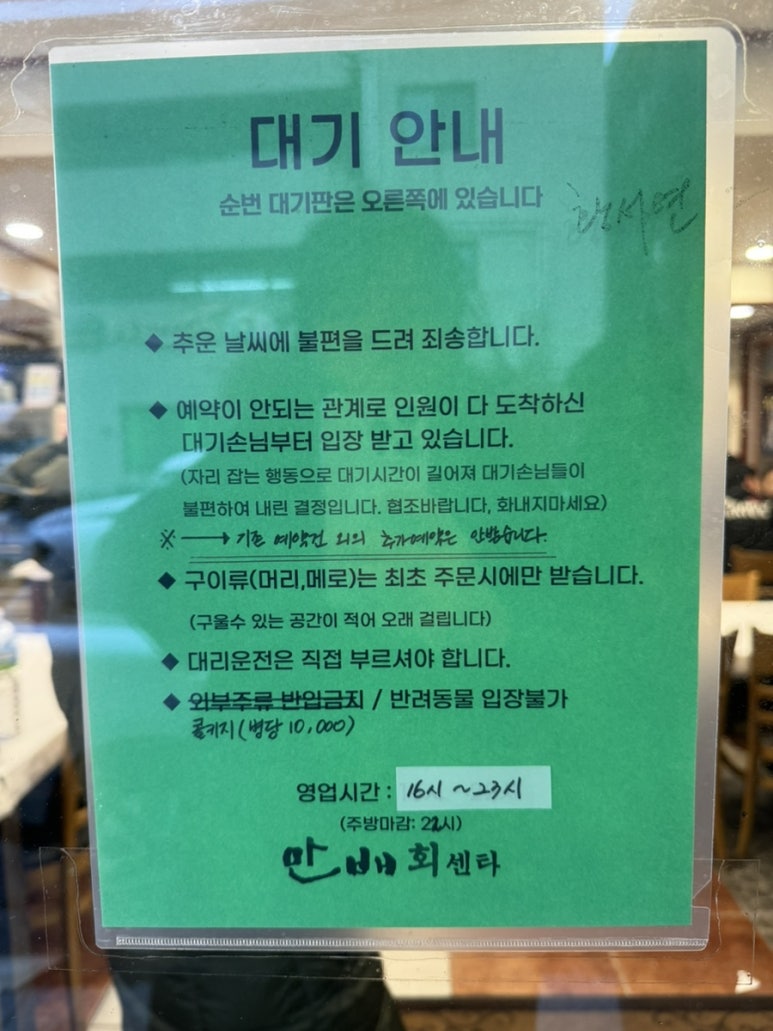 대기 안내
순번 대기판은 오른쪽에 있습니다
황서연
◆ 추운 날씨에 불편을 드려 죄송합니다.
◆ 예약이 안되는 관계로 인원이 다 도착하신
대기손님부터 입장 받고 있습니다.
(자리 잡는 행동으로 대기시간이 길어져 대기손님들이
불편하여 내린 결정입니다. 협조바랍니다, 화내지마세요)
※ → 기존 예약건 외의 추가예약은 안받습니다.
◆ 구이류(머리,메로)는 최초 주문시에만 받습니다.
(구울수 있는 공간이 적어 오래 걸립니다)
◆ 대리운전은 직접 부르셔야 합니다.
◆ 외부주류 반입금지 / 반려동물 입장불가
콜키지(병당 10,000)
영업시간 : 16시 ~ 23시
(주방마감: 22시)
만배회센타